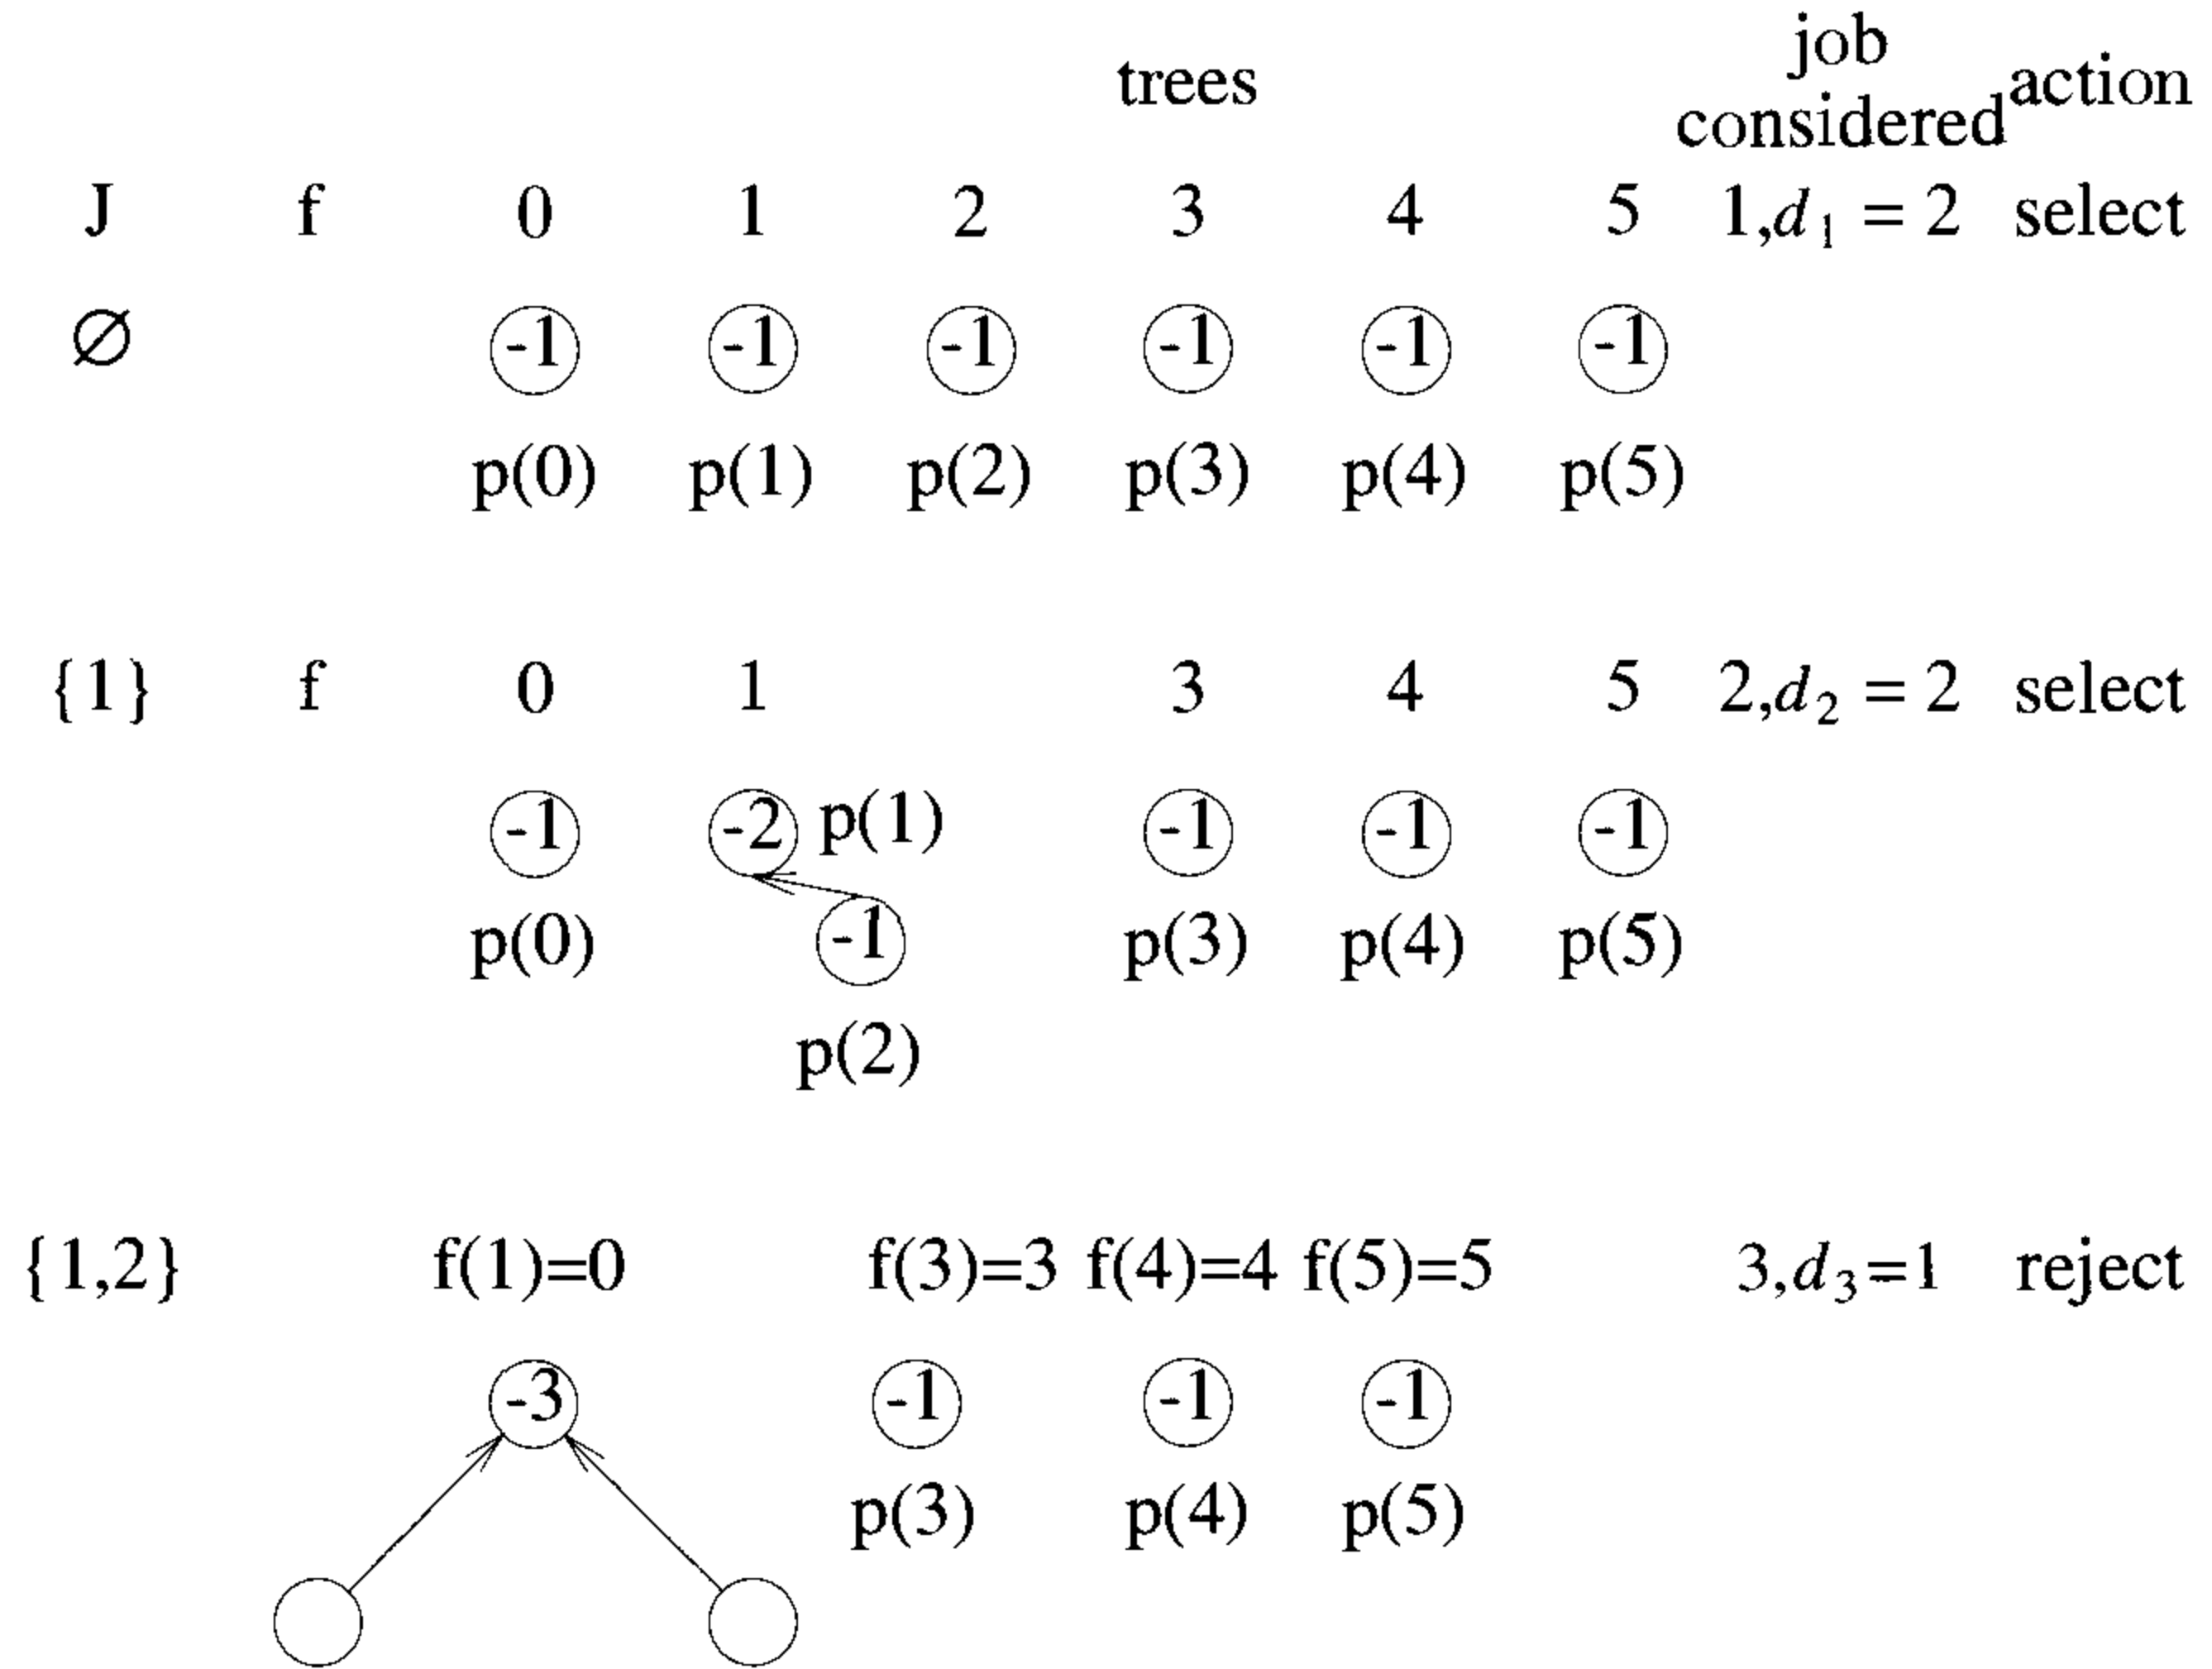 trees job considered action
J f 0 1 2 3 4 5 1,d₁ = 2 select
∅ -1 -1 -1 -1 -1 -1
p(0) p(1) p(2) p(3) p(4) p(5)
{1} f 0 1 3 4 5 2,d₂ = 2 select
-1 -2 p(1) -1 -1 -1
p(0) -1 p(3) p(4) p(5)
p(2)
{1,2} f(1)=0 f(3)=3 f(4)=4 f(5)=5 3,d₃=1 reject
-3 -1 -1 -1
p(3) p(4) p(5)